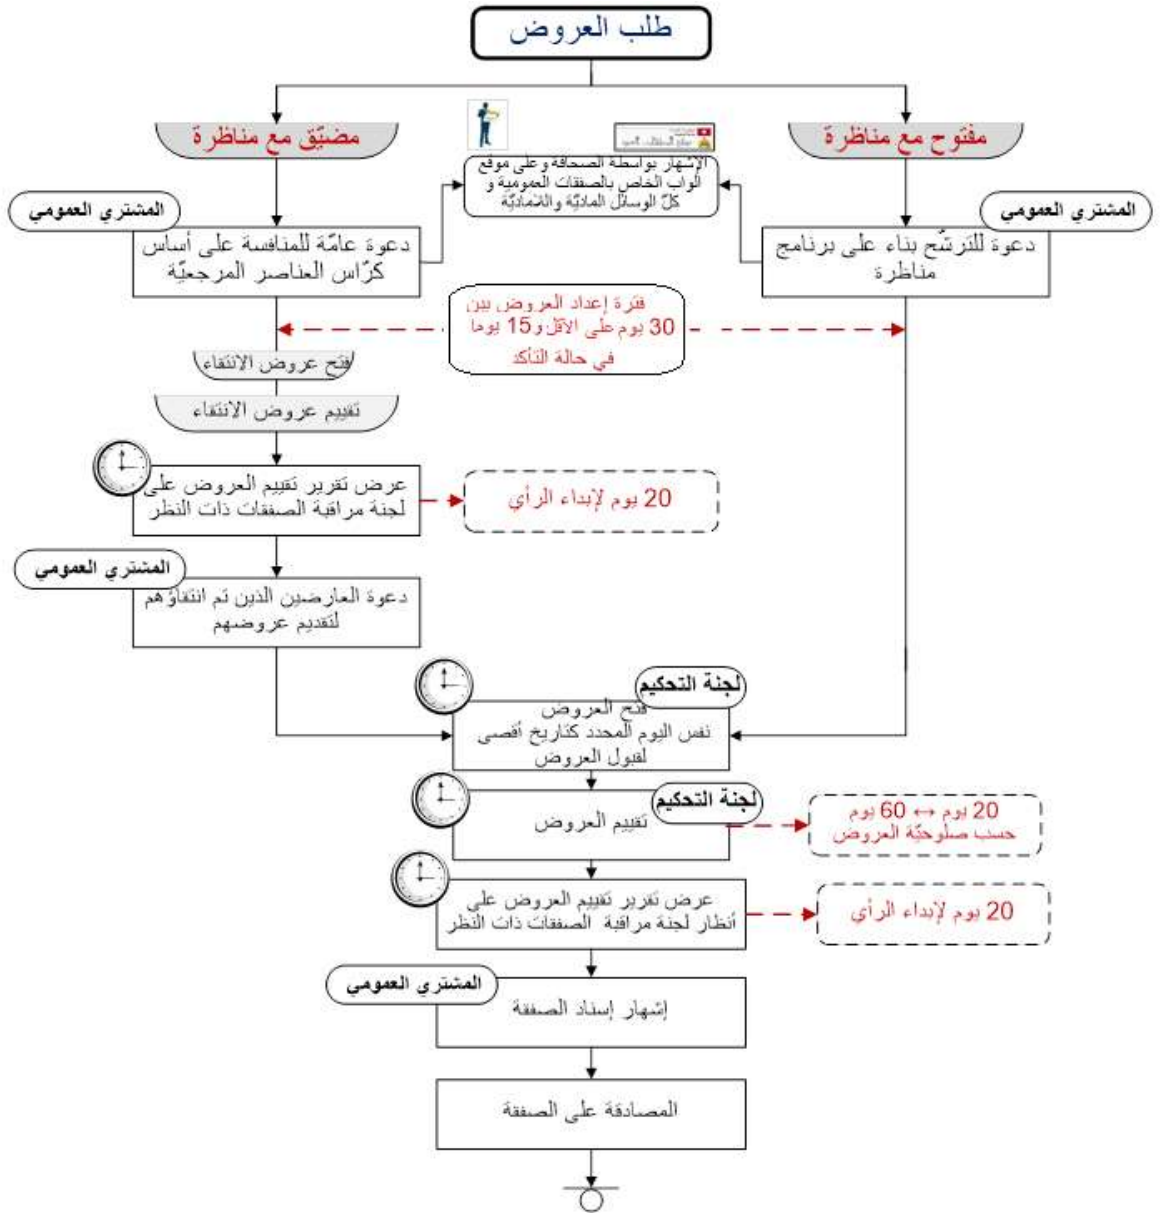 طلب العروض
مفتوح مع مناظرة
مضيّق مع مناظرة
الإشهار بواسطة الصحافة وعلى موقع
الواب الخاص بالصفقات العمومية و
كلّ الوسائل الماديّة واللاماديّة
المشتري العمومي
دعوة للترشّح بناء على برنامج
مناظرة
المشتري العمومي
دعوة عامّة للمنافسة على أساس
كرّاس العناصر المرجعيّة
فترة إعداد العروض بين
30 يوم على الأقل و15 يوما
في حالة التأكد
فتح عروض الانتقاء
تقييم عروض الانتقاء
عرض تقرير تقييم العروض على
لجنة مراقبة الصفقات ذات النظر
20 يوم لإبداء الرأي
المشتري العمومي
دعوة العارضين الذين تم انتقاؤهم
لتقديم عروضهم
لجنة التحكيم
فتح العروض
نفس اليوم المحدد كتاريخ أقصى
لقبول العروض
لجنة التحكيم
تقييم العروض
20 يوم ↔ 60 يوم
حسب صلوحيّة العروض
عرض تقرير تقييم العروض على
أنظار لجنة مراقبة الصفقات ذات النظر
20 يوم لإبداء الرأي
المشتري العمومي
إشهار إسناد الصفقة
المصادقة على الصفقة